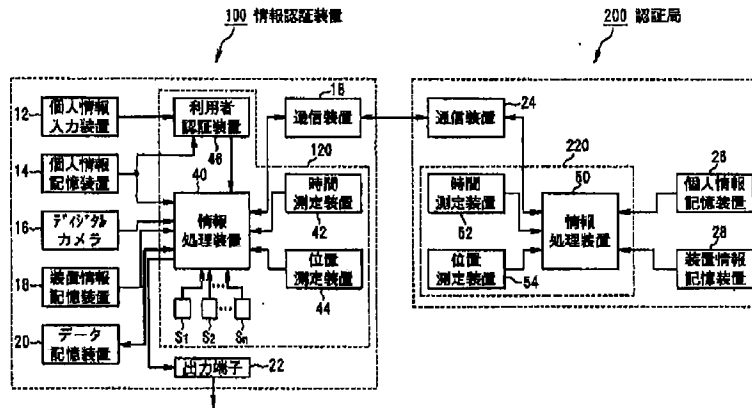 100 情報認証装置
200 認証局
12
個人情報
入力装置
利用者
認証装置
46
18
通信装置
通信装置
24
14
個人情報
記憶装置
120
220
40
情報
処理装置
時間
測定装置
42
時間
測定装置
52
50
情報
処理装置
26
個人情報
記憶装置
16
ディジタル
カメラ
位置
測定装置
44
位置
測定装置
54
28
装置情報
記憶装置
18
装置情報
記憶装置
S1 S2 Sn
20
データ
記憶装置
出力端子
22